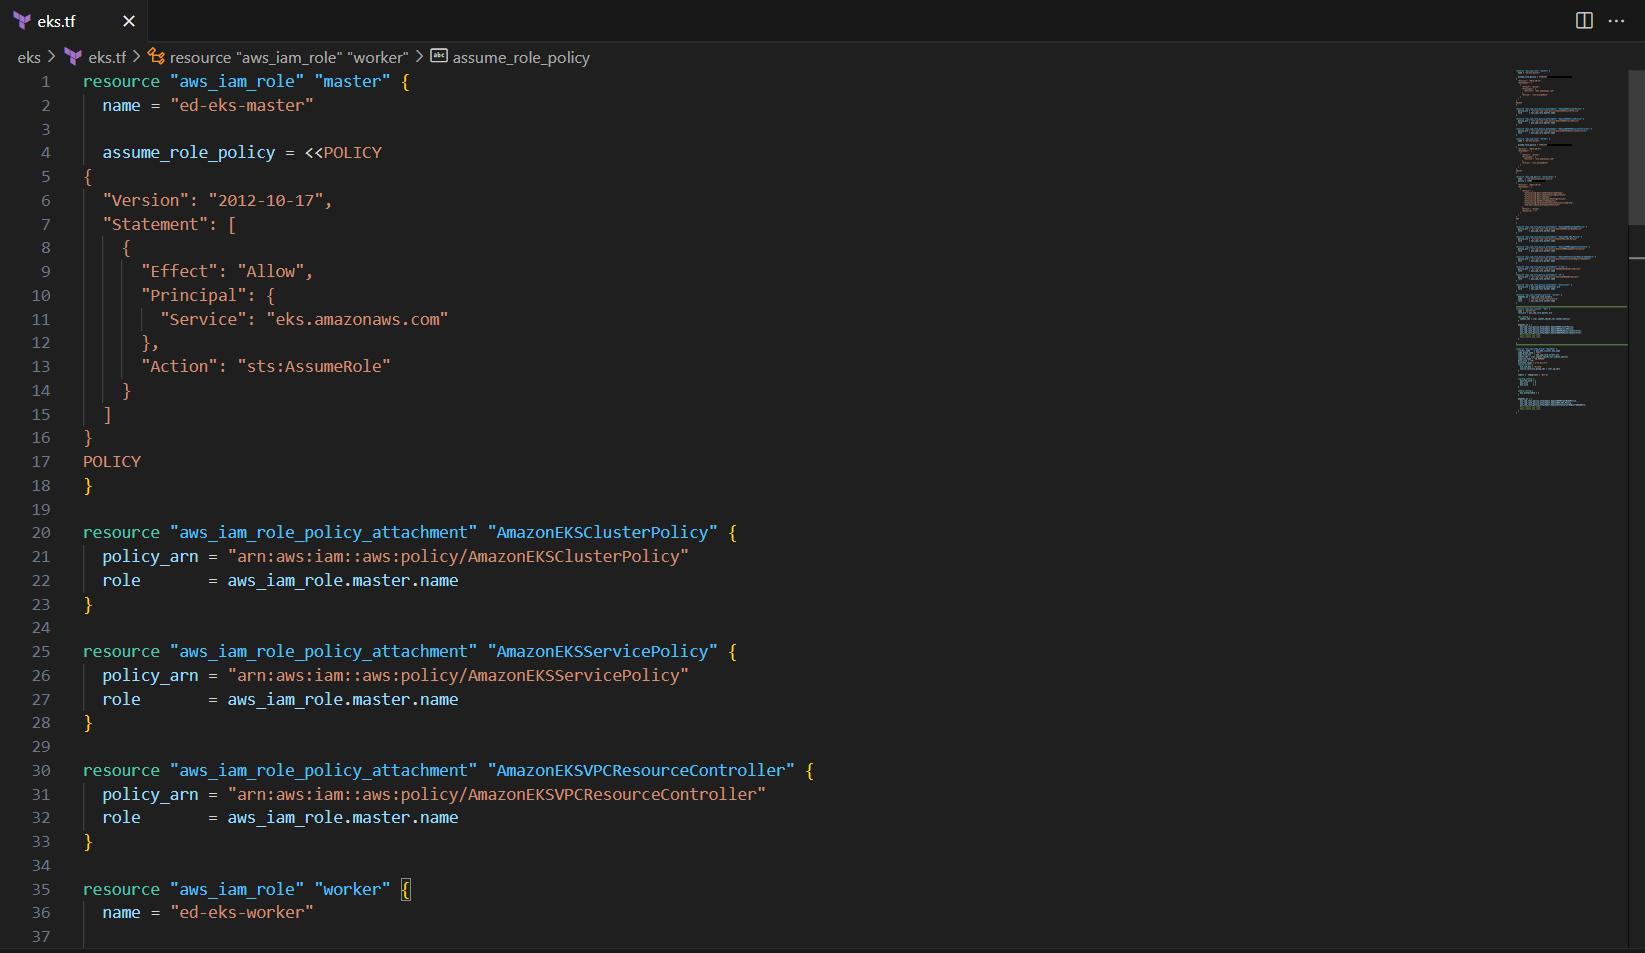 eks.tf
eks > eks.tf > resource "aws_iam_role" "worker" > assume_role_policy
1 resource "aws_iam_role" "master" {
2   name = "ed-eks-master"
3
4   assume_role_policy = <<POLICY
5 {
6   "Version": "2012-10-17",
7   "Statement": [
8     {
9       "Effect": "Allow",
10       "Principal": {
11         "Service": "eks.amazonaws.com"
12       },
13       "Action": "sts:AssumeRole"
14     }
15   ]
16 }
17 POLICY
18 }
19
20 resource "aws_iam_role_policy_attachment" "AmazonEKSClusterPolicy" {
21   policy_arn = "arn:aws:iam::aws:policy/AmazonEKSClusterPolicy"
22   role       = aws_iam_role.master.name
23 }
24
25 resource "aws_iam_role_policy_attachment" "AmazonEKSServicePolicy" {
26   policy_arn = "arn:aws:iam::aws:policy/AmazonEKSServicePolicy"
27   role       = aws_iam_role.master.name
28 }
29
30 resource "aws_iam_role_policy_attachment" "AmazonEKSVPCResourceController" {
31   policy_arn = "arn:aws:iam::aws:policy/AmazonEKSVPCResourceController"
32   role       = aws_iam_role.master.name
33 }
34
35 resource "aws_iam_role" "worker" {
36   name = "ed-eks-worker"
37